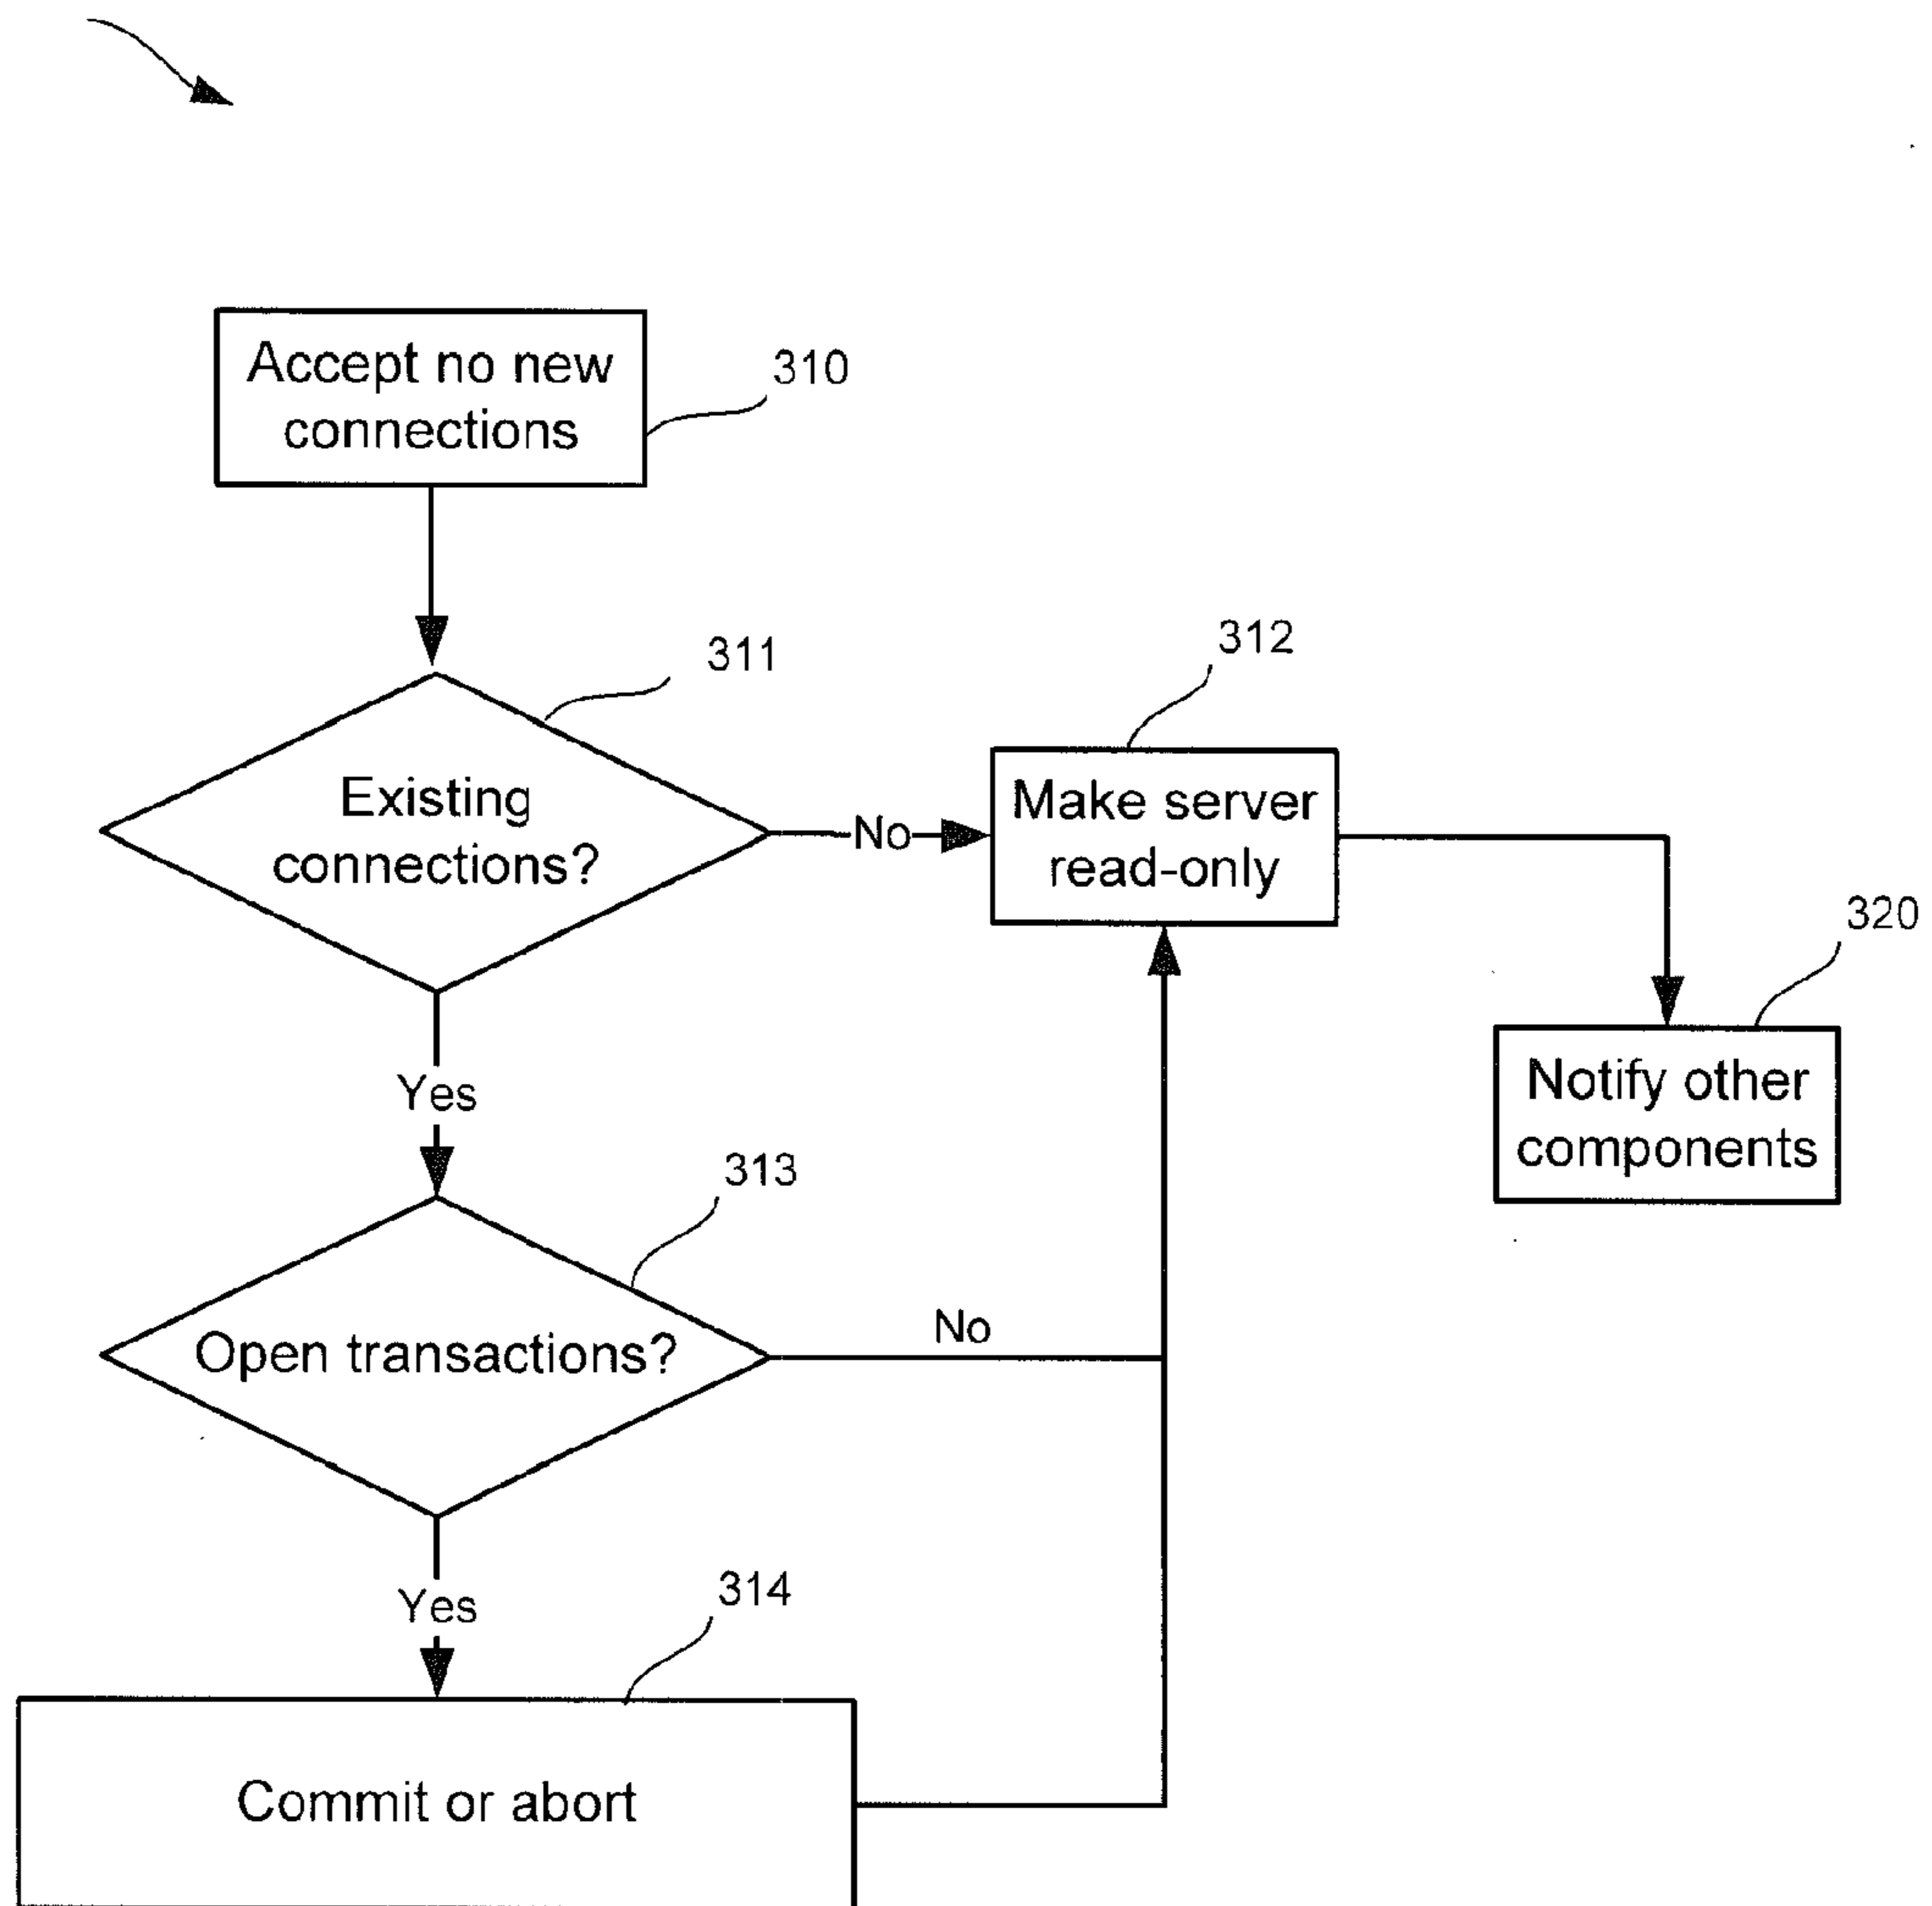 Accept no new
connections
310
311
Existing
connections?
No
312
Make server
read-only
320
Notify other
components
Yes
313
Open transactions?
No
Yes
314
Commit or abort